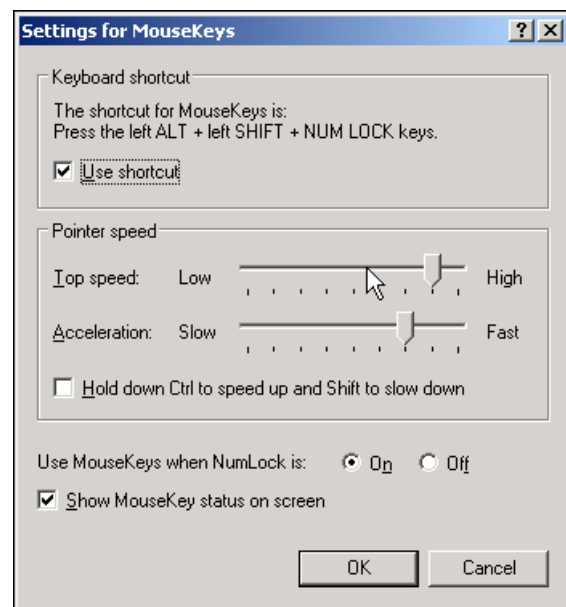 Settings for MouseKeys
Keyboard shortcut
The shortcut for MouseKeys is:
Press the left ALT + left SHIFT + NUM LOCK keys.
Use shortcut
Pointer speed
Top speed: Low High
Acceleration: Slow Fast
Hold down Ctrl to speed up and Shift to slow down
Use MouseKeys when NumLock is: On Off
Show MouseKey status on screen
OK Cancel